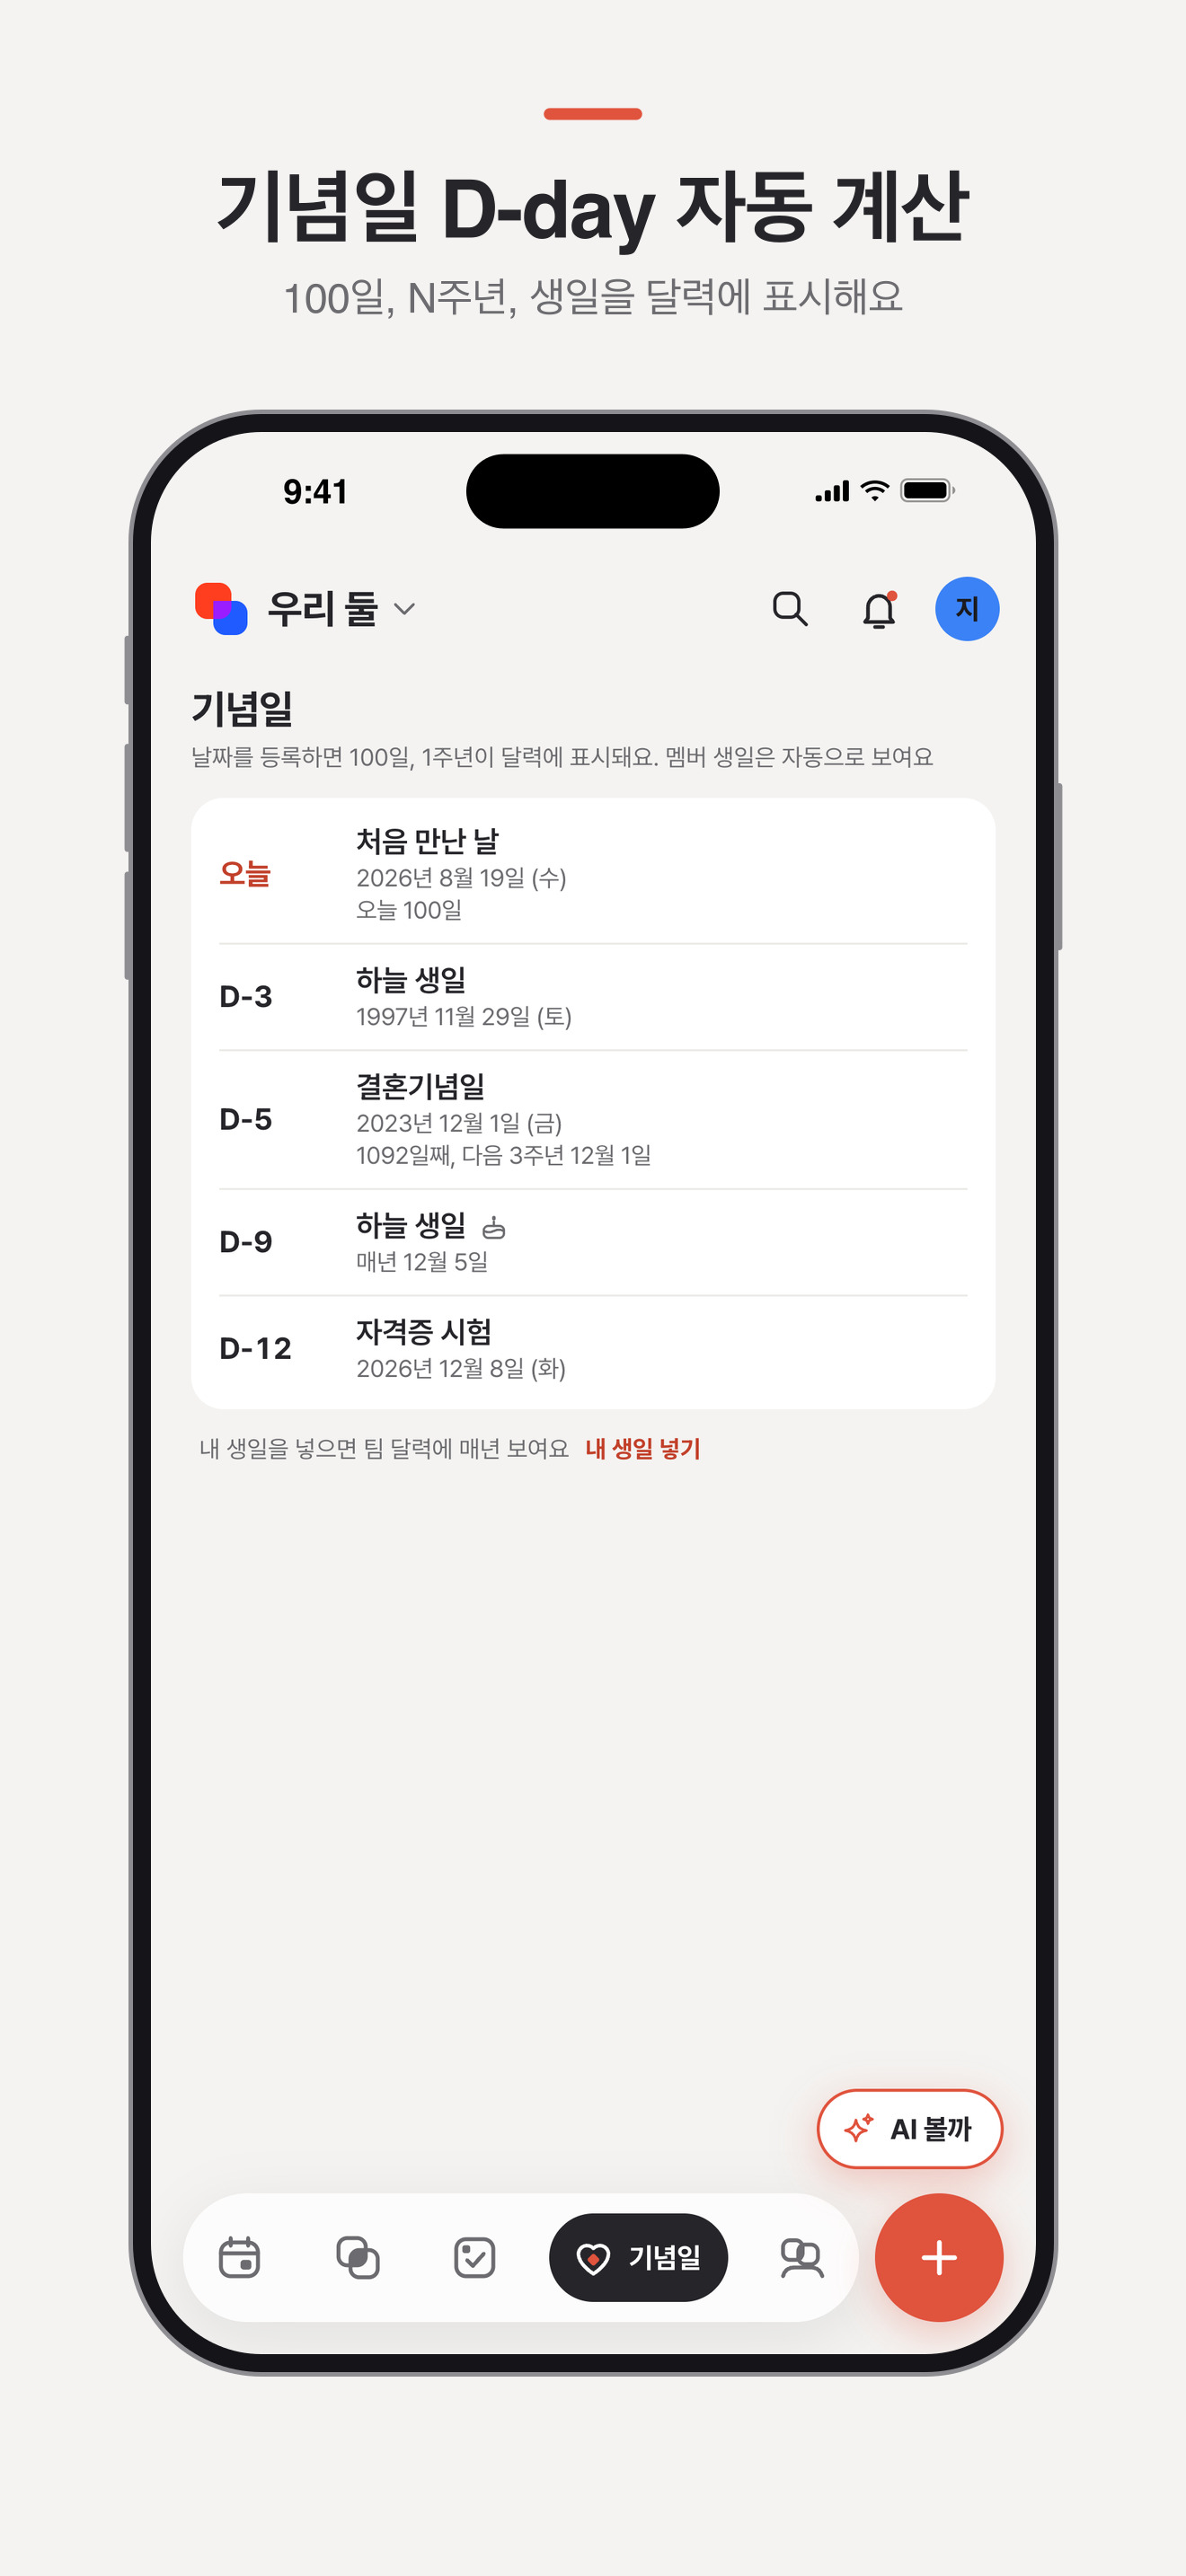 기념일 D-day 자동 계산
100일, N주년, 생일을 달력에 표시해요
9:41
우리 둘
지
기념일
날짜를 등록하면 100일, 1주년이 달력에 표시돼요. 멤버 생일은 자동으로 보여요
오늘
처음 만난 날
2026년 8월 19일 (수)
오늘 100일
D-3
하늘 생일
1997년 11월 29일 (토)
D-5
결혼기념일
2023년 12월 1일 (금)
1092일째, 다음 3주년 12월 1일
D-9
하늘 생일
매년 12월 5일
D-12
자격증 시험
2026년 12월 8일 (화)
내 생일을 넣으면 팀 달력에 매년 보여요 내 생일 넣기
AI 볼까
기념일